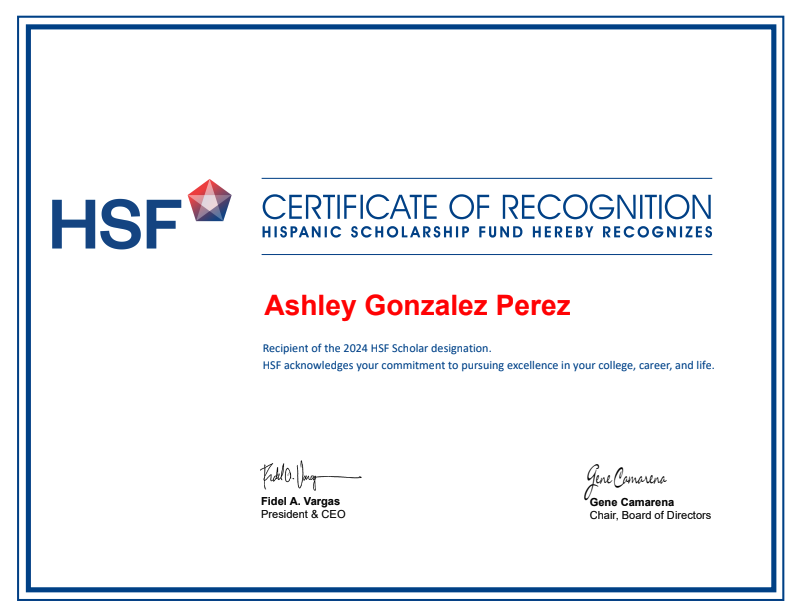 HSF
CERTIFICATE OF RECOGNITION
HISPANIC SCHOLARSHIP FUND HEREBY RECOGNIZES
Ashley Gonzalez Perez
Recipient of the 2024 HSF Scholar designation.
HSF acknowledges your commitment to pursuing excellence in your college, career, and life.
Fidel A. Vargas
Fidel A. Vargas
President & CEO
Gene Camarena
Gene Camarena
Chair, Board of Directors